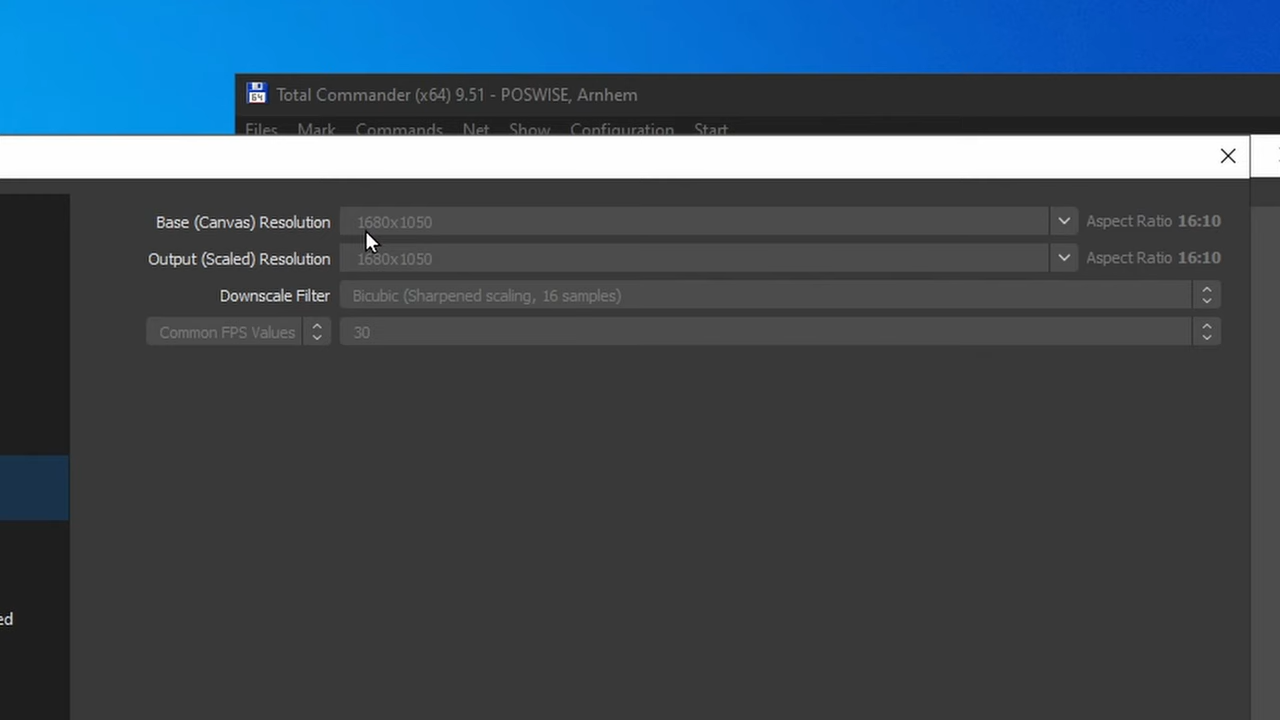 64
Total Commander (x64) 9.51 - POSWISE, Arnhem
Files Mark Commands Net Show Configuration Start
Base (Canvas) Resolution 1680x1050 Aspect Ratio 16:10
Output (Scaled) Resolution 1680x1050 Aspect Ratio 16:10
Downscale Filter Bicubic (Sharpened scaling, 16 samples)
Common FPS Values 30
ed